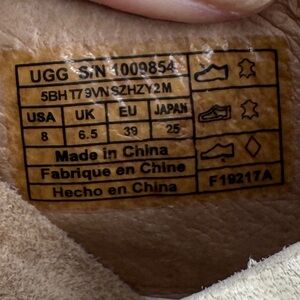 UGG S/N 1009854
5BHT79VNSZHZY2M
USA UK EUR JAPAN
8 6.5 39 25
Made in China
Fabrique en Chine
Hecho en China
F19217A